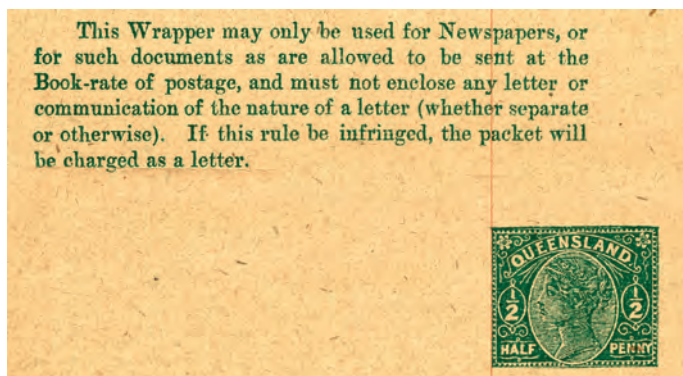 This Wrapper may only be used for Newspapers, or
for such documents as are allowed to be sent at the
Book-rate of postage, and must not enclose any letter or
communication of the nature of a letter (whether separate
or otherwise). If this rule be infringed, the packet will
be charged as a letter.
QUEENSLAND
1/2 1/2
HALF PENNY